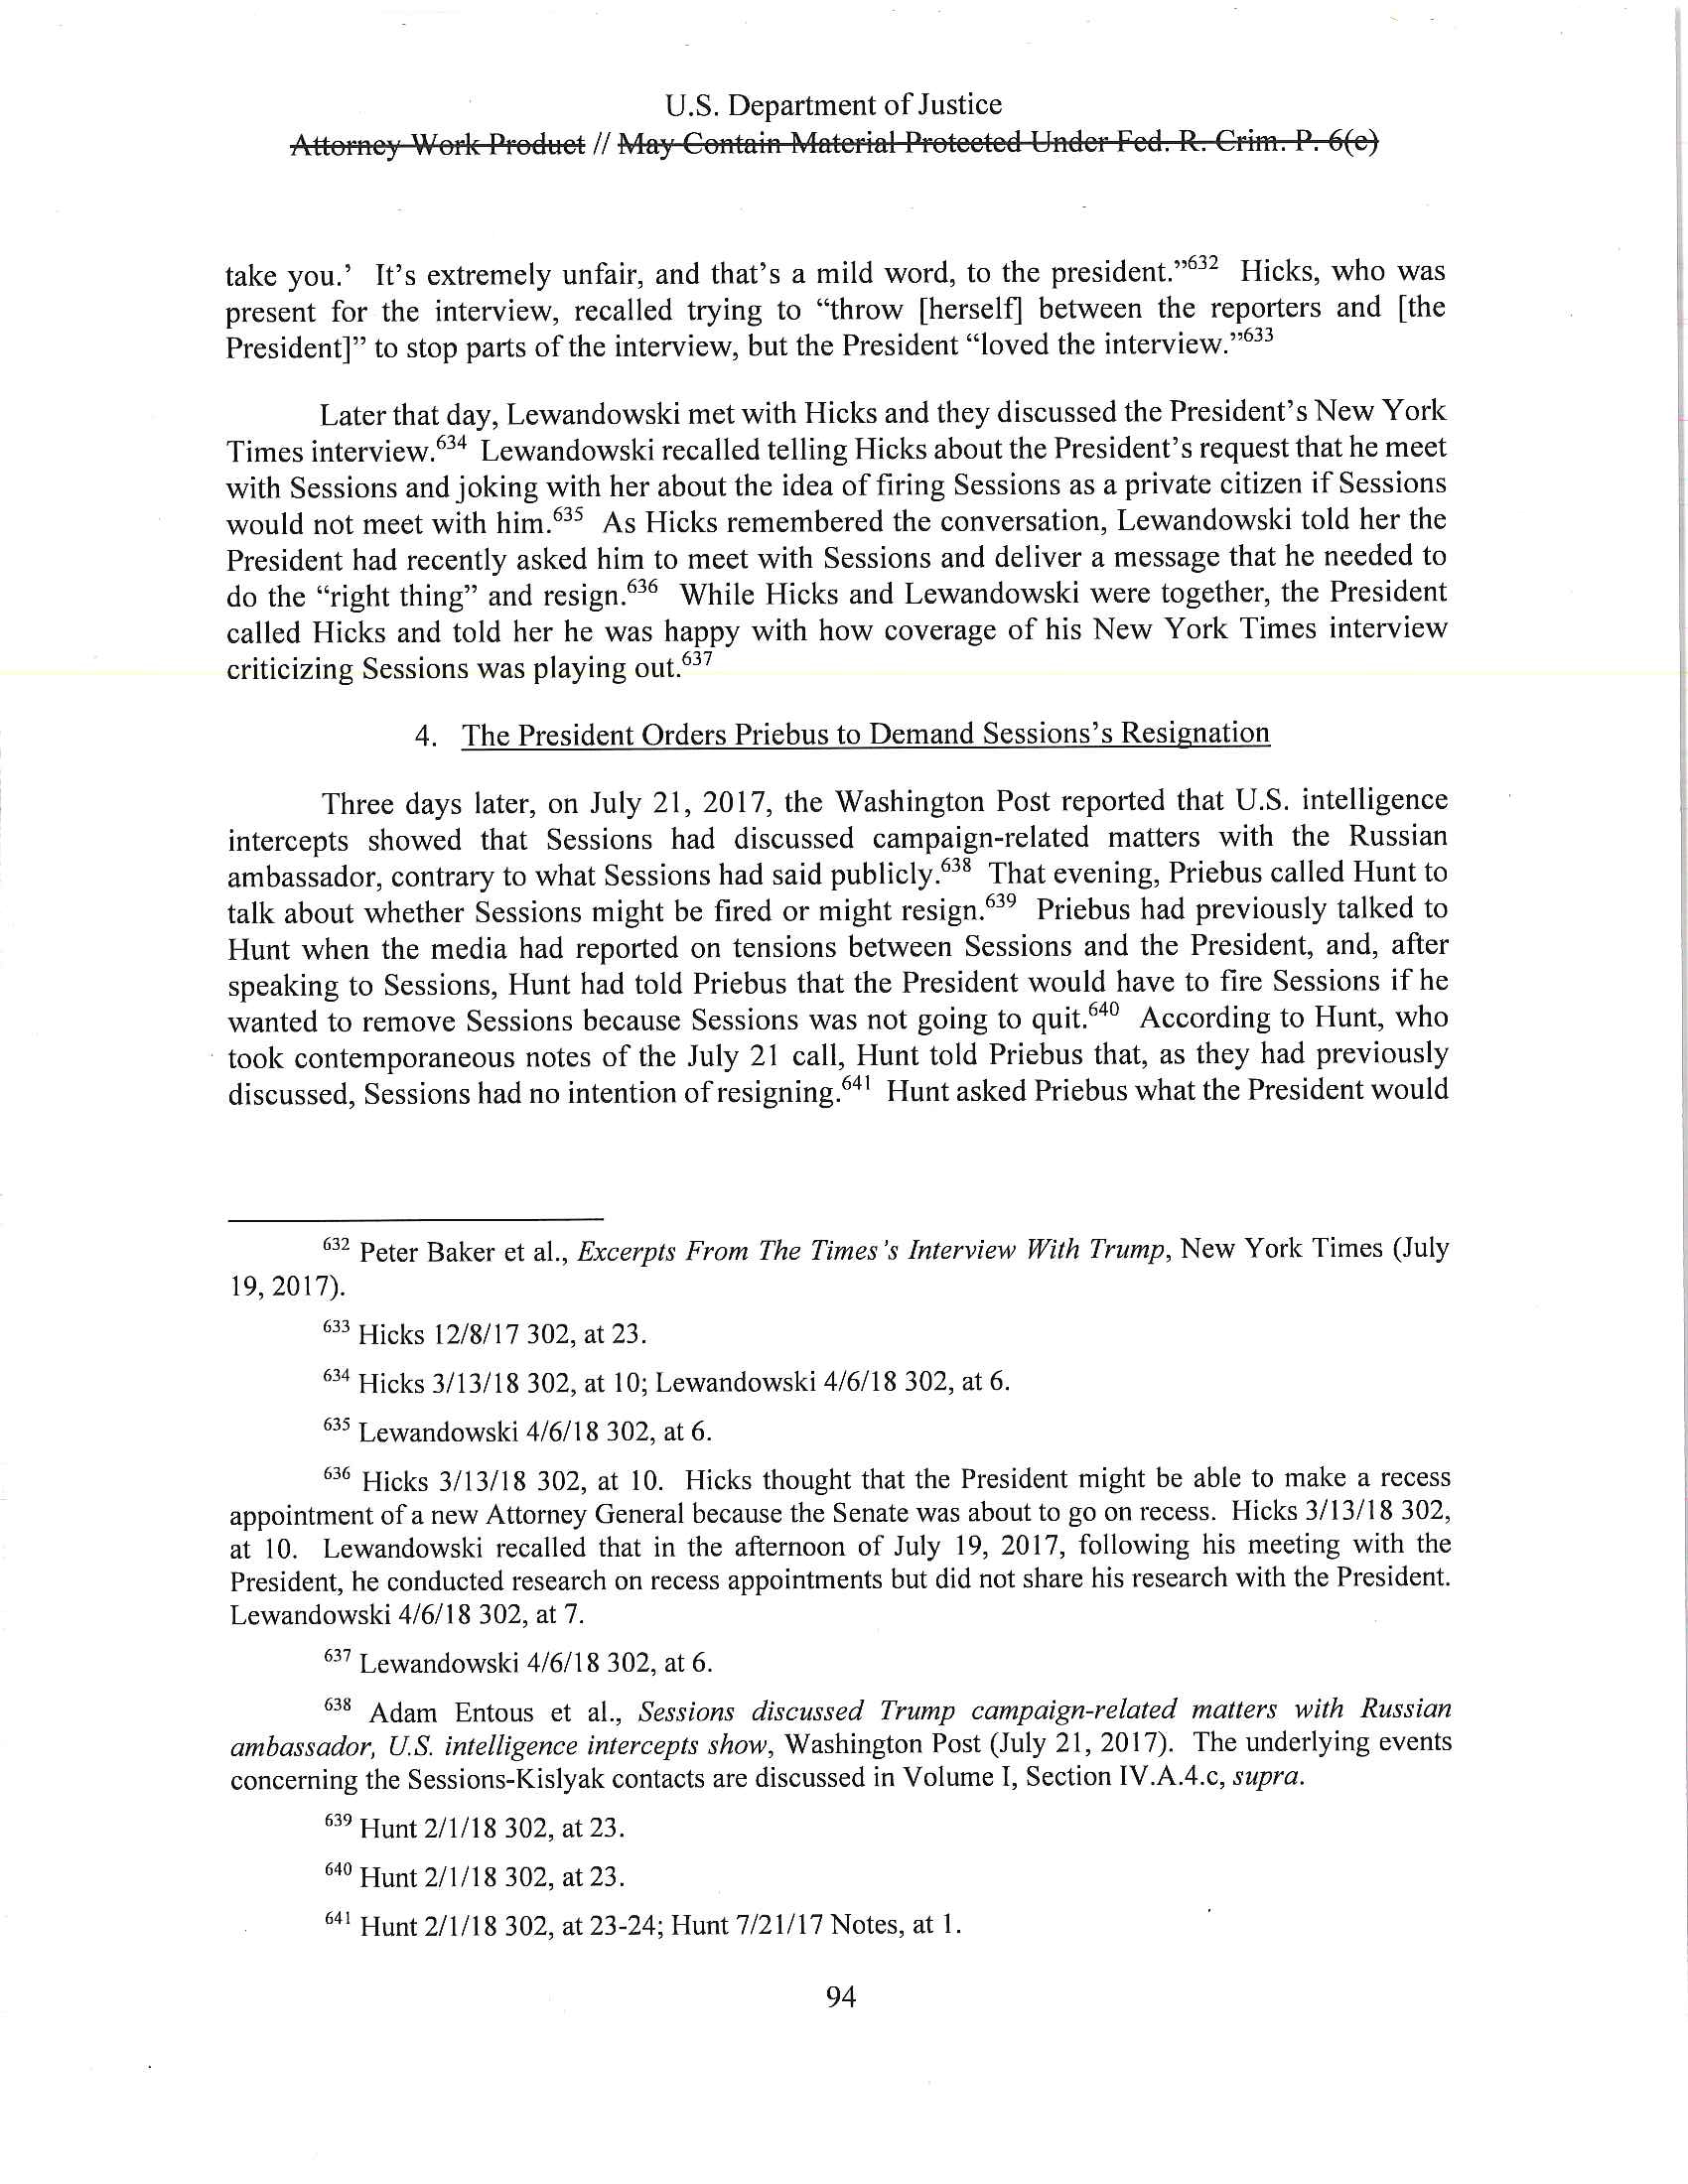 U.S. Department of Justice
Attorney Work Product // May Contain Material Protected Under Fed. R. Crim. P. 6(e)
take you.’ It’s extremely unfair, and that’s a mild word, to the president.”632 Hicks, who was
present for the interview, recalled trying to “throw [herself] between the reporters and [the
President]” to stop parts of the interview, but the President “loved the interview.”633
Later that day, Lewandowski met with Hicks and they discussed the President’s New York
Times interview.634 Lewandowski recalled telling Hicks about the President’s request that he meet
with Sessions and joking with her about the idea of firing Sessions as a private citizen if Sessions
would not meet with him.635 As Hicks remembered the conversation, Lewandowski told her the
President had recently asked him to meet with Sessions and deliver a message that he needed to
do the “right thing” and resign.636 While Hicks and Lewandowski were together, the President
called Hicks and told her he was happy with how coverage of his New York Times interview
criticizing Sessions was playing out.637
4. The President Orders Priebus to Demand Sessions’s Resignation
Three days later, on July 21, 2017, the Washington Post reported that U.S. intelligence
intercepts showed that Sessions had discussed campaign-related matters with the Russian
ambassador, contrary to what Sessions had said publicly.638 That evening, Priebus called Hunt to
talk about whether Sessions might be fired or might resign.639 Priebus had previously talked to
Hunt when the media had reported on tensions between Sessions and the President, and, after
speaking to Sessions, Hunt had told Priebus that the President would have to fire Sessions if he
wanted to remove Sessions because Sessions was not going to quit.640 According to Hunt, who
took contemporaneous notes of the July 21 call, Hunt told Priebus that, as they had previously
discussed, Sessions had no intention of resigning.641 Hunt asked Priebus what the President would
632 Peter Baker et al., Excerpts From The Times’s Interview With Trump, New York Times (July
19, 2017).
633 Hicks 12/8/17 302, at 23.
634 Hicks 3/13/18 302, at 10; Lewandowski 4/6/18 302, at 6.
635 Lewandowski 4/6/18 302, at 6.
636 Hicks 3/13/18 302, at 10. Hicks thought that the President might be able to make a recess
appointment of a new Attorney General because the Senate was about to go on recess. Hicks 3/13/18 302,
at 10. Lewandowski recalled that in the afternoon of July 19, 2017, following his meeting with the
President, he conducted research on recess appointments but did not share his research with the President.
Lewandowski 4/6/18 302, at 7.
637 Lewandowski 4/6/18 302, at 6.
638 Adam Entous et al., Sessions discussed Trump campaign-related matters with Russian
ambassador, U.S. intelligence intercepts show, Washington Post (July 21, 2017). The underlying events
concerning the Sessions-Kislyak contacts are discussed in Volume I, Section IV.A.4.c, supra.
639 Hunt 2/1/18 302, at 23.
640 Hunt 2/1/18 302, at 23.
641 Hunt 2/1/18 302, at 23-24; Hunt 7/21/17 Notes, at 1.
94